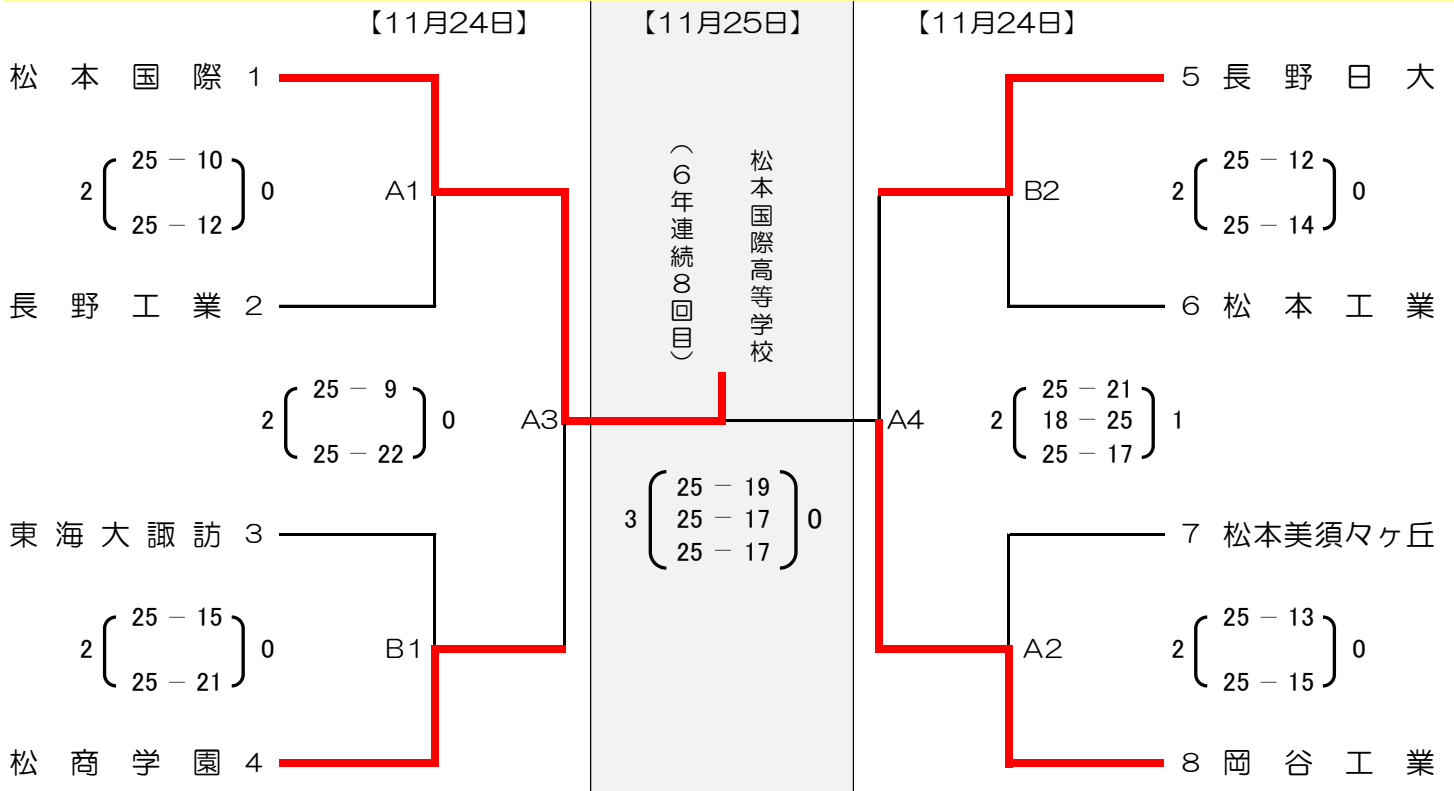 【11月24日】 【11月25日】 【11月24日】
松本国際 1
25 － 10
2 0
25 － 12
A1
長野工業 2
25 － 9
2 0
25 － 22
A3
東海大諏訪 3
25 － 15
2 0
25 － 21
B1
松商学園 4
松本国際高等学校
（6年連続8回目）
25 － 19
3 25 － 17 0
25 － 17
5 長野日大
B2
25 － 12
2 0
25 － 14
6 松本工業
A4
25 － 21
2 18 － 25 1
25 － 17
7 松本美須々ヶ丘
A2
25 － 13
2 0
25 － 15
8 岡谷工業